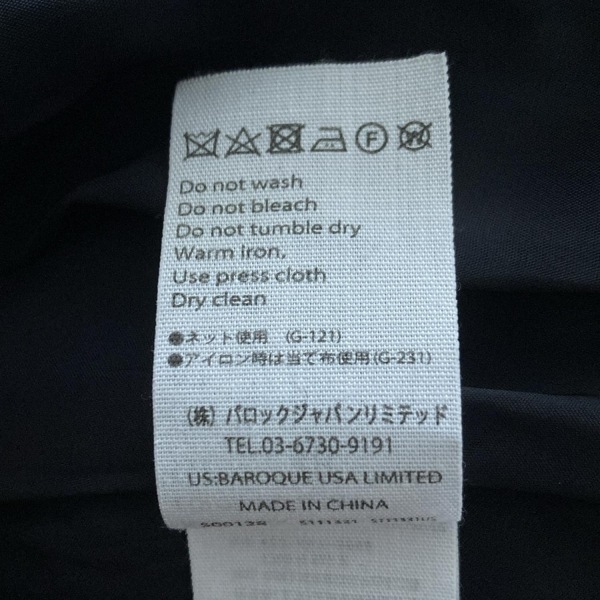 F W
Do not wash
Do not bleach
Do not tumble dry
Warm iron,
Use press cloth
Dry clean
●ネット使用 (G-121)
●アイロン時は当て布使用(G-231)
(株) バロックジャパンリミテッド
TEL.03-6730-9191
US:BAROQUE USA LIMITED
MADE IN CHINA